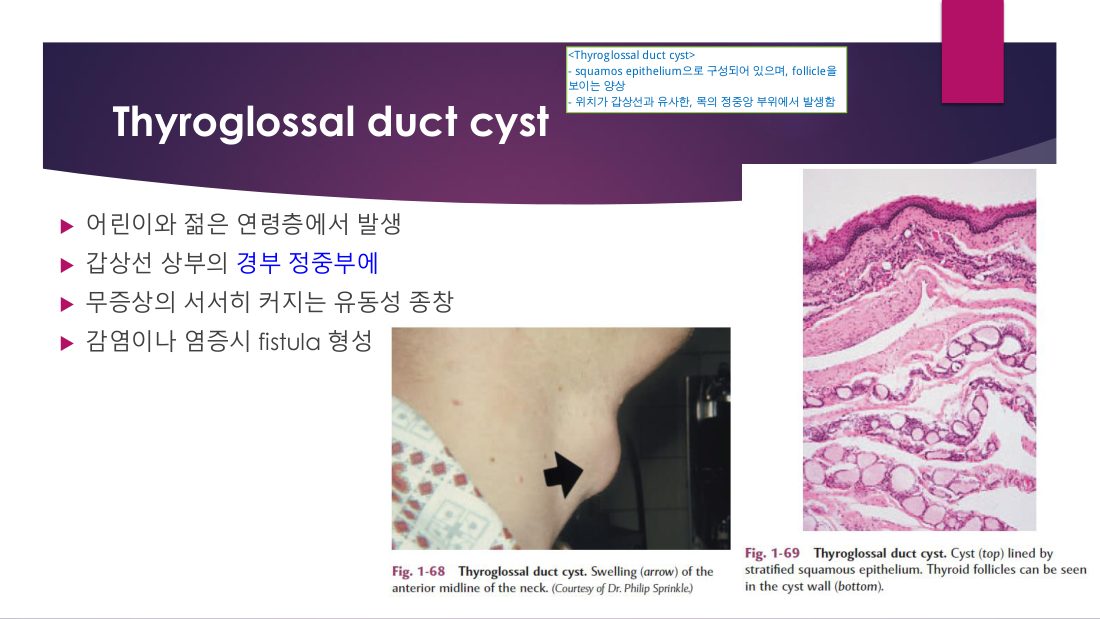 <Thyroglossal duct cyst>
- squamos epithelium으로 구성되어 있으며, follicle을
보이는 양상
- 위치가 갑상선과 유사한, 목의 정중앙 부위에서 발생함
Thyroglossal duct cyst
어린이와 젊은 연령층에서 발생
갑상선 상부의 경부 정중부에
무증상의 서서히 커지는 유동성 종창
감염이나 염증시 fistula 형성
Fig. 1-68 Thyroglossal duct cyst. Swelling (arrow) of the
anterior midline of the neck. (Courtesy of Dr. Philip Sprinkle.)
Fig. 1-69 Thyroglossal duct cyst. Cyst (top) lined by
stratified squamous epithelium. Thyroid follicles can be seen
in the cyst wall (bottom).